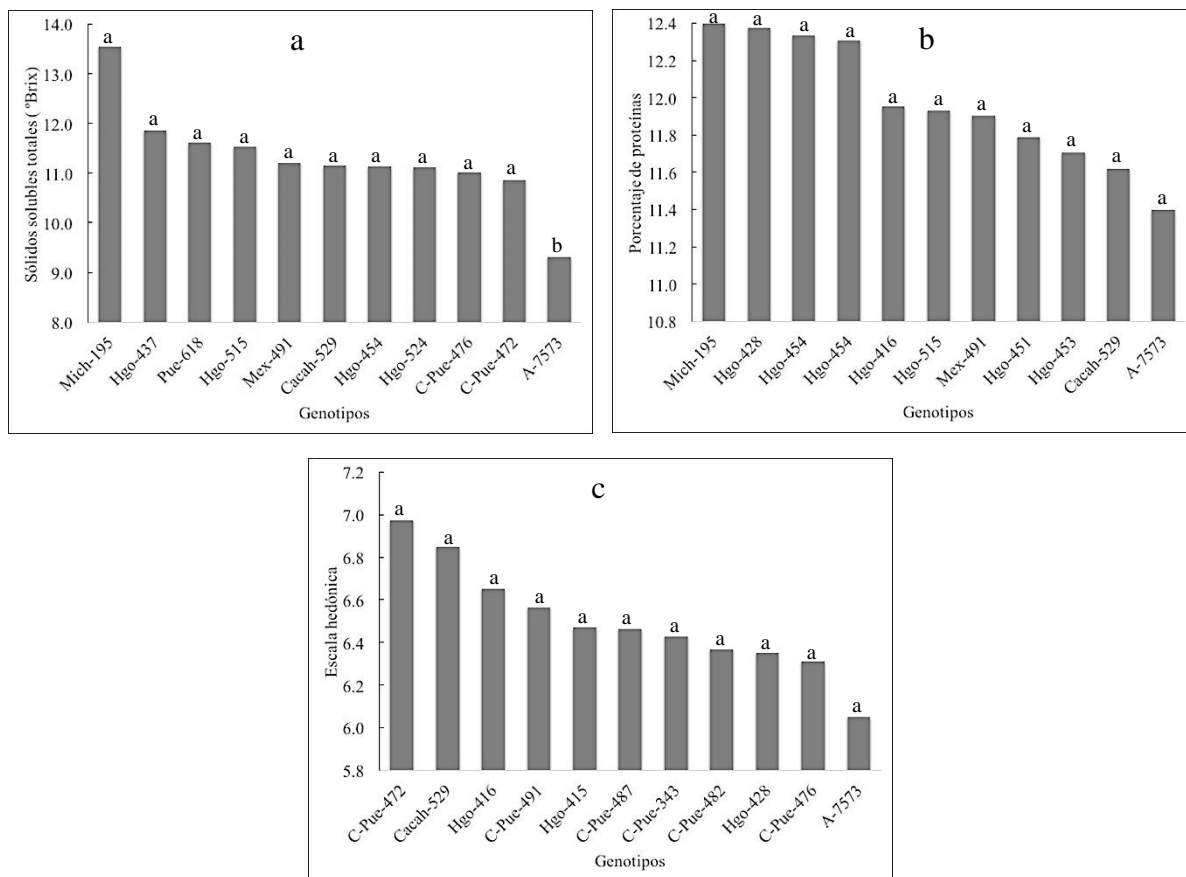 a
Sólidos solubles totales ( ºBrix)
14.0
13.0
12.0
11.0
10.0
9.0
8.0
a
a
a
a
a
a
a
a
a
a
b
Mich-195
Hgo-437
Pue-618
Hgo-515
Mex-491
Cacah-529
Hgo-454
Hgo-524
C-Pue-476
C-Pue-472
A-7573
Genotipos
b
Porcentaje de proteínas
12.4
12.2
12.0
11.8
11.6
11.4
11.2
11.0
10.8
a
a
a
a
a
a
a
a
a
a
a
Mich-195
Hgo-428
Hgo-454
Hgo-454
Hgo-416
Hgo-515
Mex-491
Hgo-451
Hgo-453
Cacah-529
A-7573
Genotipos
c
Escala hedónica
7.2
7.0
6.8
6.6
6.4
6.2
6.0
5.8
a
a
a
a
a
a
a
a
a
a
a
C-Pue-472
Cacah-529
Hgo-416
C-Pue-491
Hgo-415
C-Pue-487
C-Pue-343
C-Pue-482
Hgo-428
C-Pue-476
A-7573
Genotipos